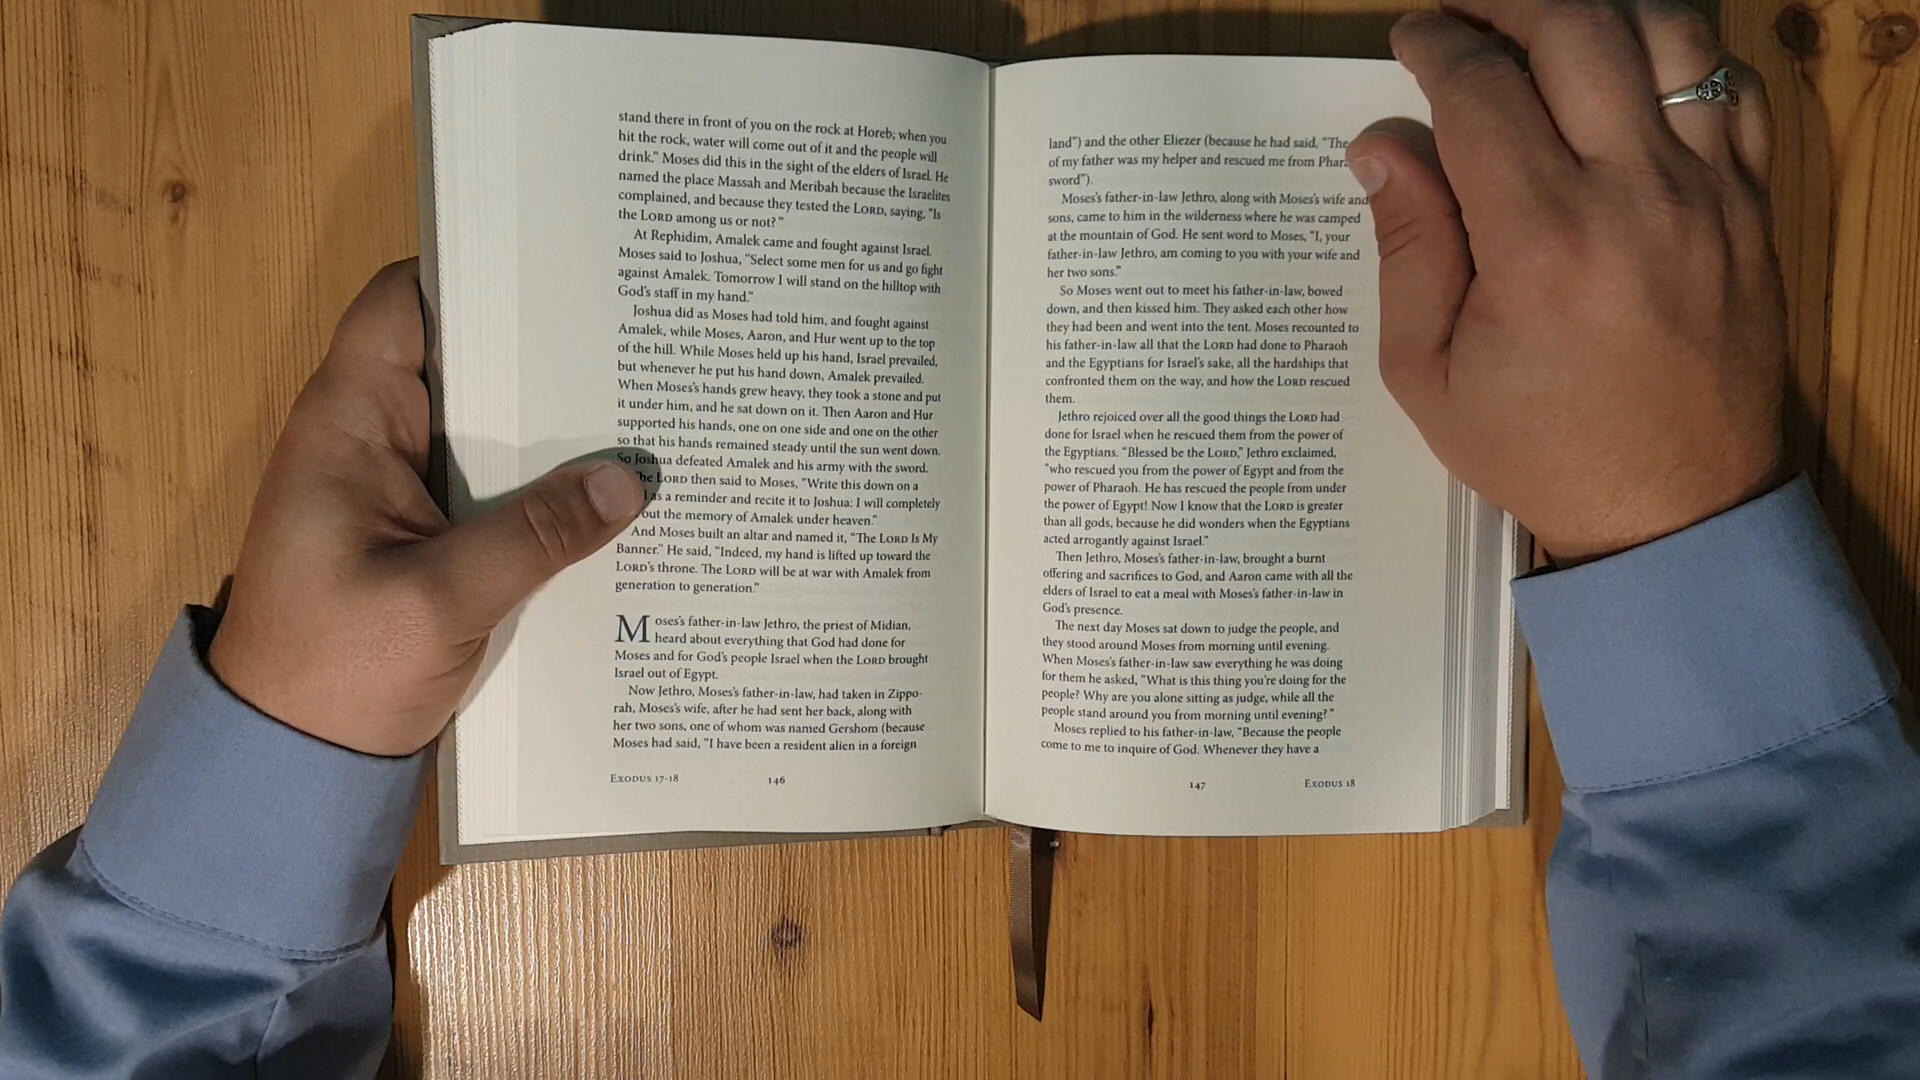 stand there in front of you on the rock at Horeb; when you
hit the rock, water will come out of it and the people will
drink.” Moses did this in the sight of the elders of Israel. He
named the place Massah and Meribah because the Israelites
complained, and because they tested the LORD, saying, “Is
the LORD among us or not?”
At Rephidim, Amalek came and fought against Israel.
Moses said to Joshua, “Select some men for us and go fight
against Amalek. Tomorrow I will stand on the hilltop with
God’s staff in my hand.”
Joshua did as Moses had told him, and fought against
Amalek, while Moses, Aaron, and Hur went up to the top
of the hill. While Moses held up his hand, Israel prevailed,
but whenever he put his hand down, Amalek prevailed.
When Moses’s hands grew heavy, they took a stone and put
it under him, and he sat down on it. Then Aaron and Hur
supported his hands, one on one side and one on the other
so that his hands remained steady until the sun went down.
So Joshua defeated Amalek and his army with the sword.
The LORD then said to Moses, “Write this down on a
as a reminder and recite it to Joshua: I will completely
out the memory of Amalek under heaven.”
And Moses built an altar and named it, “The LORD Is My
Banner.” He said, “Indeed, my hand is lifted up toward the
LORD’s throne. The LORD will be at war with Amalek from
generation to generation.”
Moses’s father-in-law Jethro, the priest of Midian,
heard about everything that God had done for
Moses and for God’s people Israel when the LORD brought
Israel out of Egypt.
Now Jethro, Moses’s father-in-law, had taken in Zippo-
rah, Moses’s wife, after he had sent her back, along with
her two sons, one of whom was named Gershom (because
Moses had said, “I have been a resident alien in a foreign
EXODUS 17-18 146
land”) and the other Eliezer (because he had said, “The
of my father was my helper and rescued me from
sword”).
Moses’s father-in-law Jethro, along with Moses’s wife and
sons, came to him in the wilderness where he was camped
at the mountain of God. He sent word to Moses, “I, your
father-in-law Jethro, am coming to you with your wife and
her two sons.”
So Moses went out to meet his father-in-law, bowed
down, and then kissed him. They asked each other how
they had been and went into the tent. Moses recounted to
his father-in-law all that the LORD had done to Pharaoh
and the Egyptians for Israel’s sake, all the hardships that
confronted them on the way, and how the LORD rescued
them.
Jethro rejoiced over all the good things the LORD had
done for Israel when he rescued them from the power of
the Egyptians. “Blessed be the LORD,” Jethro exclaimed,
“who rescued you from the power of Egypt and from the
power of Pharaoh. He has rescued the people from under
the power of Egypt! Now I know that the LORD is greater
than all gods, because he did wonders when the Egyptians
acted arrogantly against Israel.”
Then Jethro, Moses’s father-in-law, brought a burnt
offering and sacrifices to God, and Aaron came with all the
elders of Israel to eat a meal with Moses’s father-in-law in
God’s presence.
The next day Moses sat down to judge the people, and
they stood around Moses from morning until evening.
When Moses’s father-in-law saw everything he was doing
for them he asked, “What is this thing you’re doing for the
people? Why are you alone sitting as judge, while all the
people stand around you from morning until evening?”
Moses replied to his father-in-law, “Because the people
come to me to inquire of God. Whenever they have a
147 EXODUS 18